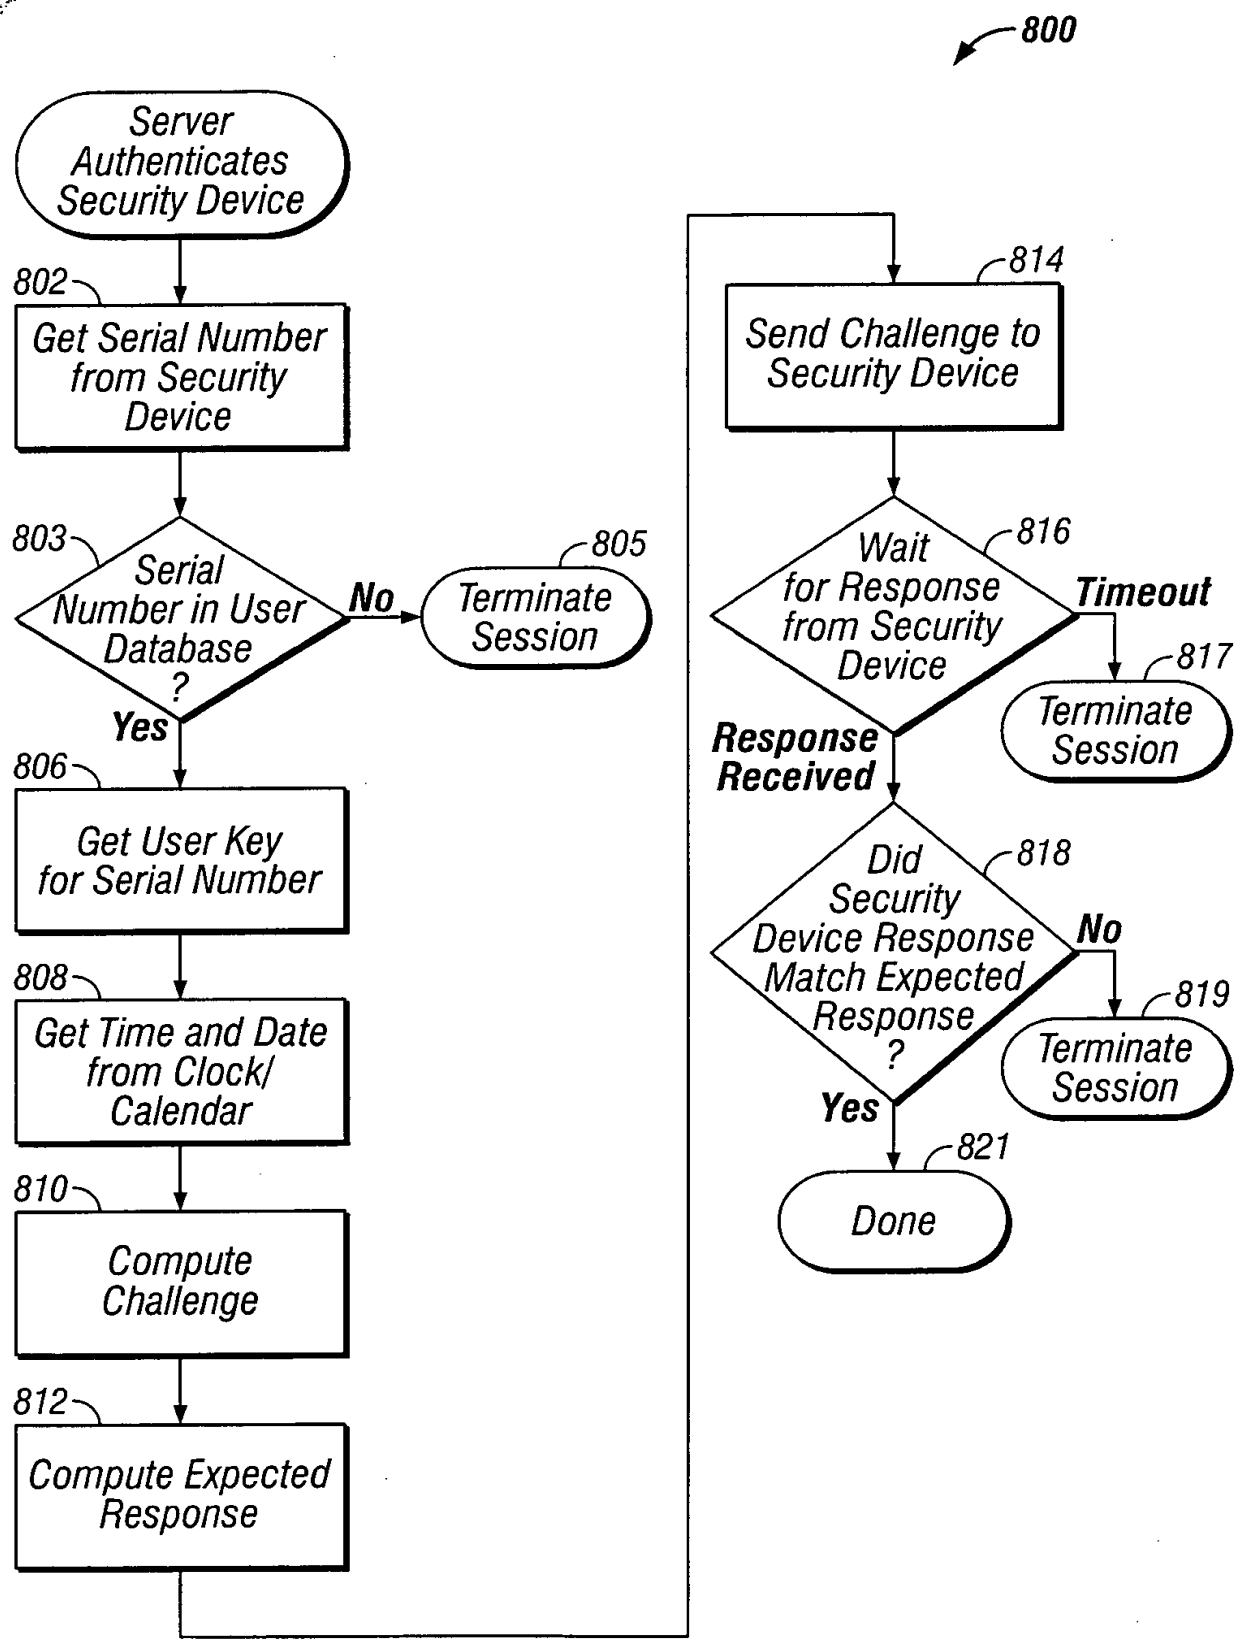 800
Server
Authenticates
Security Device
802
Get Serial Number
from Security
Device
803
Serial
Number in User
Database
?
No
805
Terminate
Session
Yes
806
Get User Key
for Serial Number
808
Get Time and Date
from Clock/
Calendar
810
Compute
Challenge
812
Compute Expected
Response
814
Send Challenge to
Security Device
816
Wait
for Response
from Security
Device
Timeout
817
Terminate
Session
Response
Received
818
Did
Security
Device Response
Match Expected
Response
?
No
819
Terminate
Session
Yes
821
Done